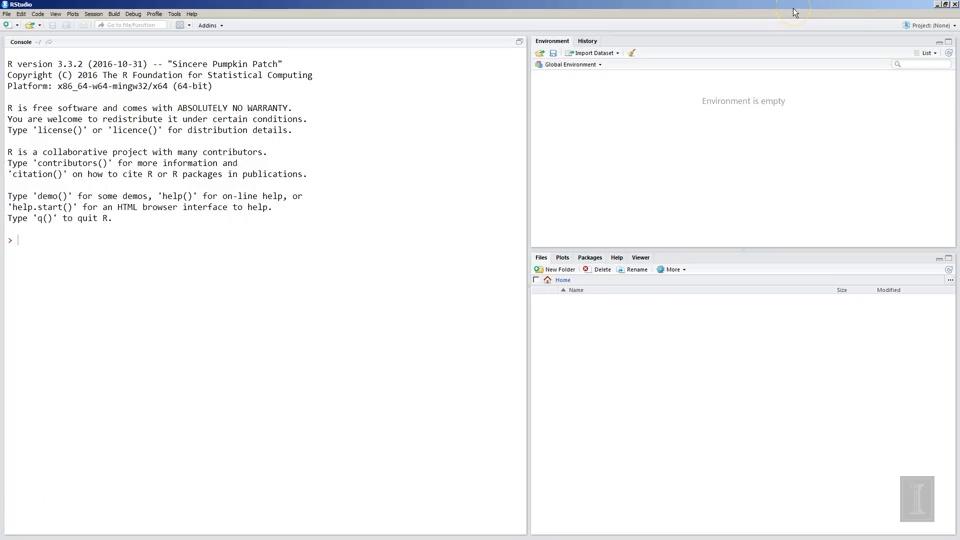 RStudio
File Edit Code View Plots Session Build Debug Profile Tools Help
Go to file/function Addins Project: (None)
Console ~/
R version 3.3.2 (2016-10-31) -- "Sincere Pumpkin Patch"
Copyright (C) 2016 The R Foundation for Statistical Computing
Platform: x86_64-w64-mingw32/x64 (64-bit)
R is free software and comes with ABSOLUTELY NO WARRANTY.
You are welcome to redistribute it under certain conditions.
Type 'license()' or 'licence()' for distribution details.
R is a collaborative project with many contributors.
Type 'contributors()' for more information and
'citation()' on how to cite R or R packages in publications.
Type 'demo()' for some demos, 'help()' for on-line help, or
'help.start()' for an HTML browser interface to help.
Type 'q()' to quit R.
>
Environment History
Import Dataset List
Global Environment
Environment is empty
Files Plots Packages Help Viewer
New Folder Delete Rename More
Home
Name Size Modified
I